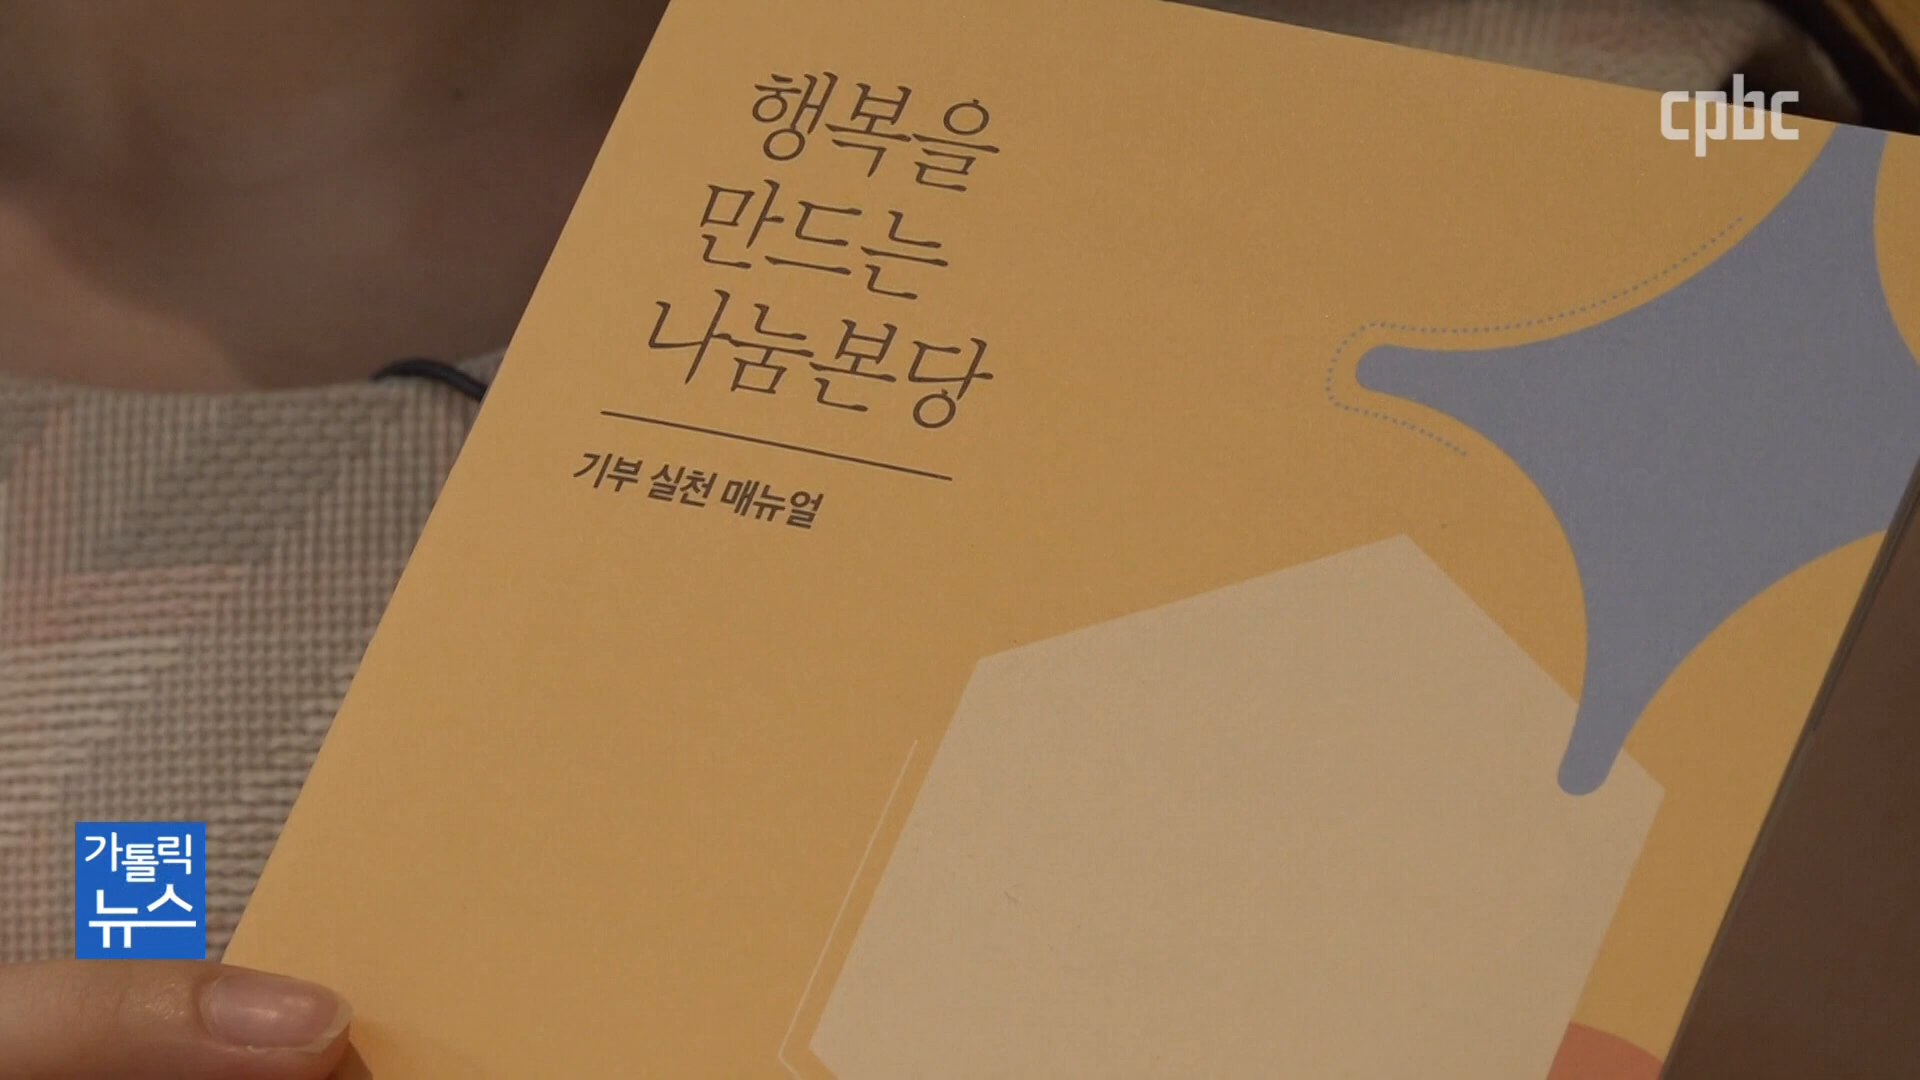 cpbc
행복을
만드는
나눔본당
기부 실천 매뉴얼
가톨릭
뉴스